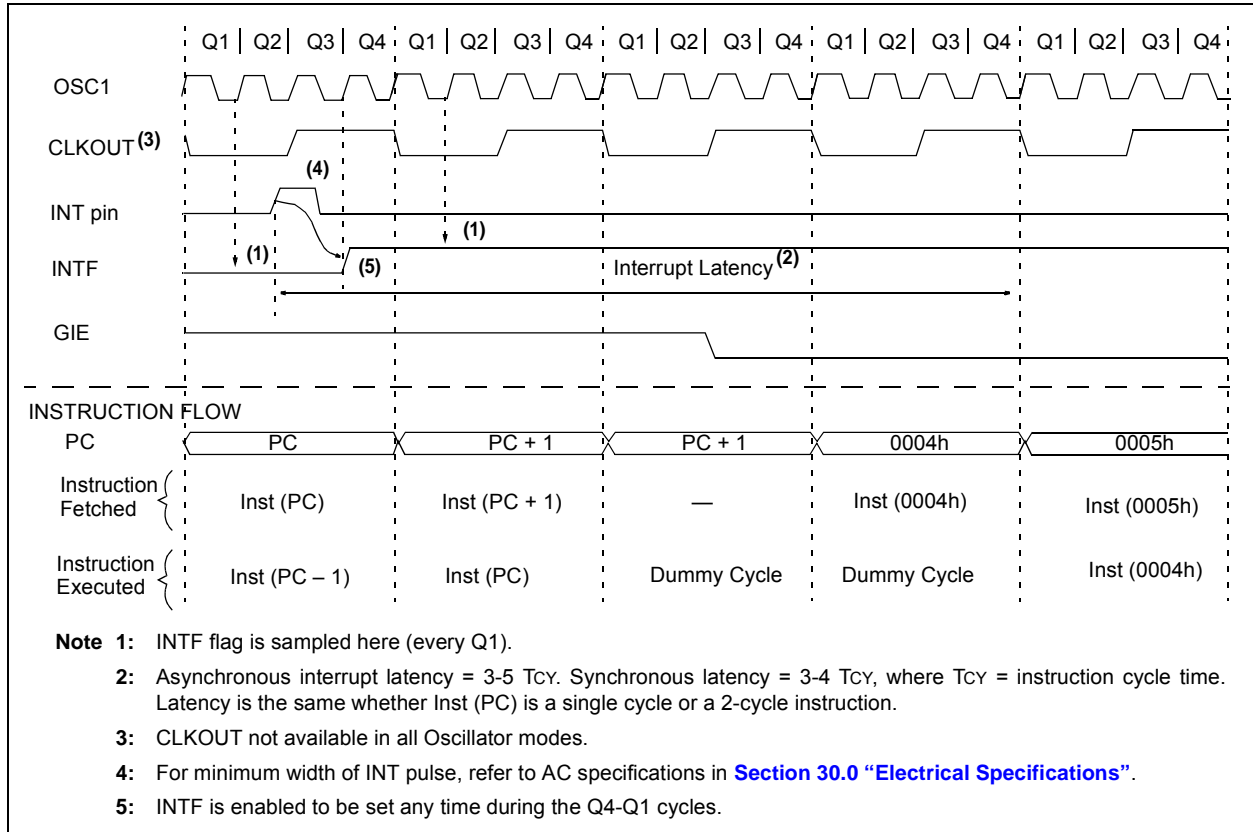 Q1 | Q2 | Q3 | Q4 Q1 | Q2 | Q3 | Q4 Q1 | Q2 | Q3 | Q4 Q1 | Q2 | Q3 | Q4 Q1 | Q2 | Q3 | Q4
OSC1
CLKOUT (3)
(4)
INT pin
(1) (1)
INTF (5) Interrupt Latency (2)
GIE
INSTRUCTION FLOW
PC PC PC + 1 PC + 1 0004h 0005h
Instruction Fetched Inst (PC) Inst (PC + 1) — Inst (0004h) Inst (0005h)
Instruction Executed Inst (PC – 1) Inst (PC) Dummy Cycle Dummy Cycle Inst (0004h)
Note 1: INTF flag is sampled here (every Q1).
2: Asynchronous interrupt latency = 3-5 TCY. Synchronous latency = 3-4 TCY, where TCY = instruction cycle time.
Latency is the same whether Inst (PC) is a single cycle or a 2-cycle instruction.
3: CLKOUT not available in all Oscillator modes.
4: For minimum width of INT pulse, refer to AC specifications in Section 30.0 “Electrical Specifications”.
5: INTF is enabled to be set any time during the Q4-Q1 cycles.